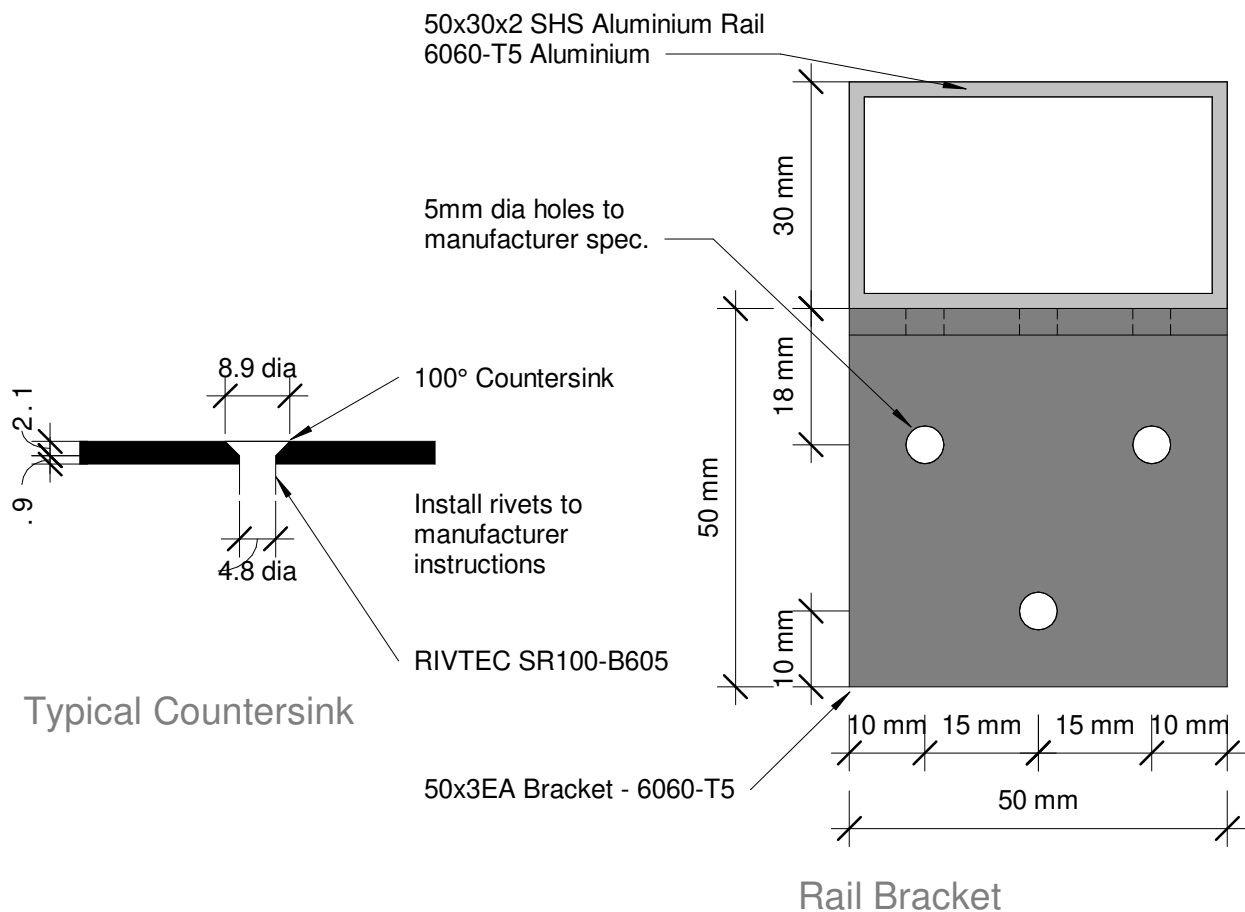 50x30x2 SHS Aluminium Rail
6060-T5 Aluminium
30 mm
5mm dia holes to
manufacturer spec.
8.9 dia
100° Countersink
2.1
.9
18 mm
50 mm
Install rivets to
manufacturer
instructions
4.8 dia
10 mm
RIVTEC SR100-B605
Typical Countersink
10 mm
15 mm
15 mm
10 mm
50x3EA Bracket - 6060-T5
50 mm
Rail Bracket